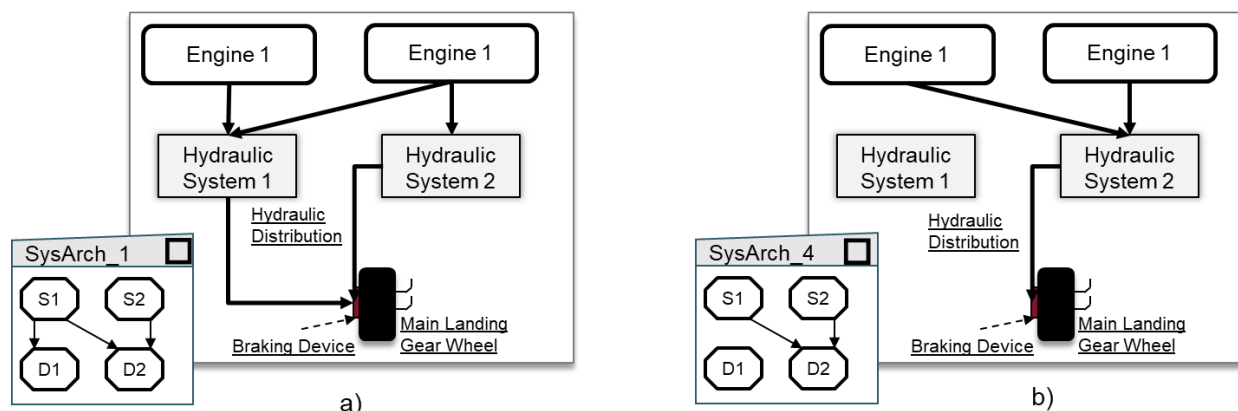 Engine 1
Engine 1
Hydraulic
System 1
Hydraulic
System 2
Hydraulic
Distribution
SysArch_1
S1
S2
D1
D2
Braking Device
Main Landing
Gear Wheel
a)
Engine 1
Engine 1
Hydraulic
System 1
Hydraulic
System 2
Hydraulic
Distribution
SysArch_4
S1
S2
D1
D2
Braking Device
Main Landing
Gear Wheel
b)